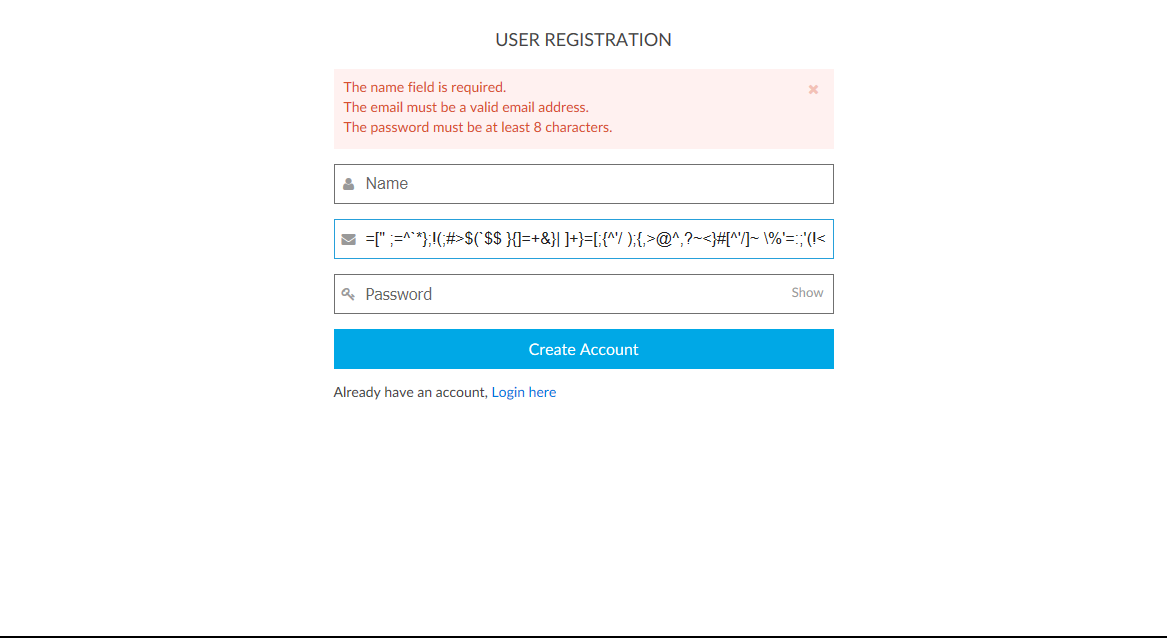 USER REGISTRATION
The name field is required.
The email must be a valid email address.
The password must be at least 8 characters.
Name
=[" ;=^`*};!(;#>$(`$$ }{[]=+&}| ]+}=[;{^'/ );{,>@^,?~<}#[^'/]~ \%'=:;'(!<
Password
Show
Create Account
Already have an account, Login here